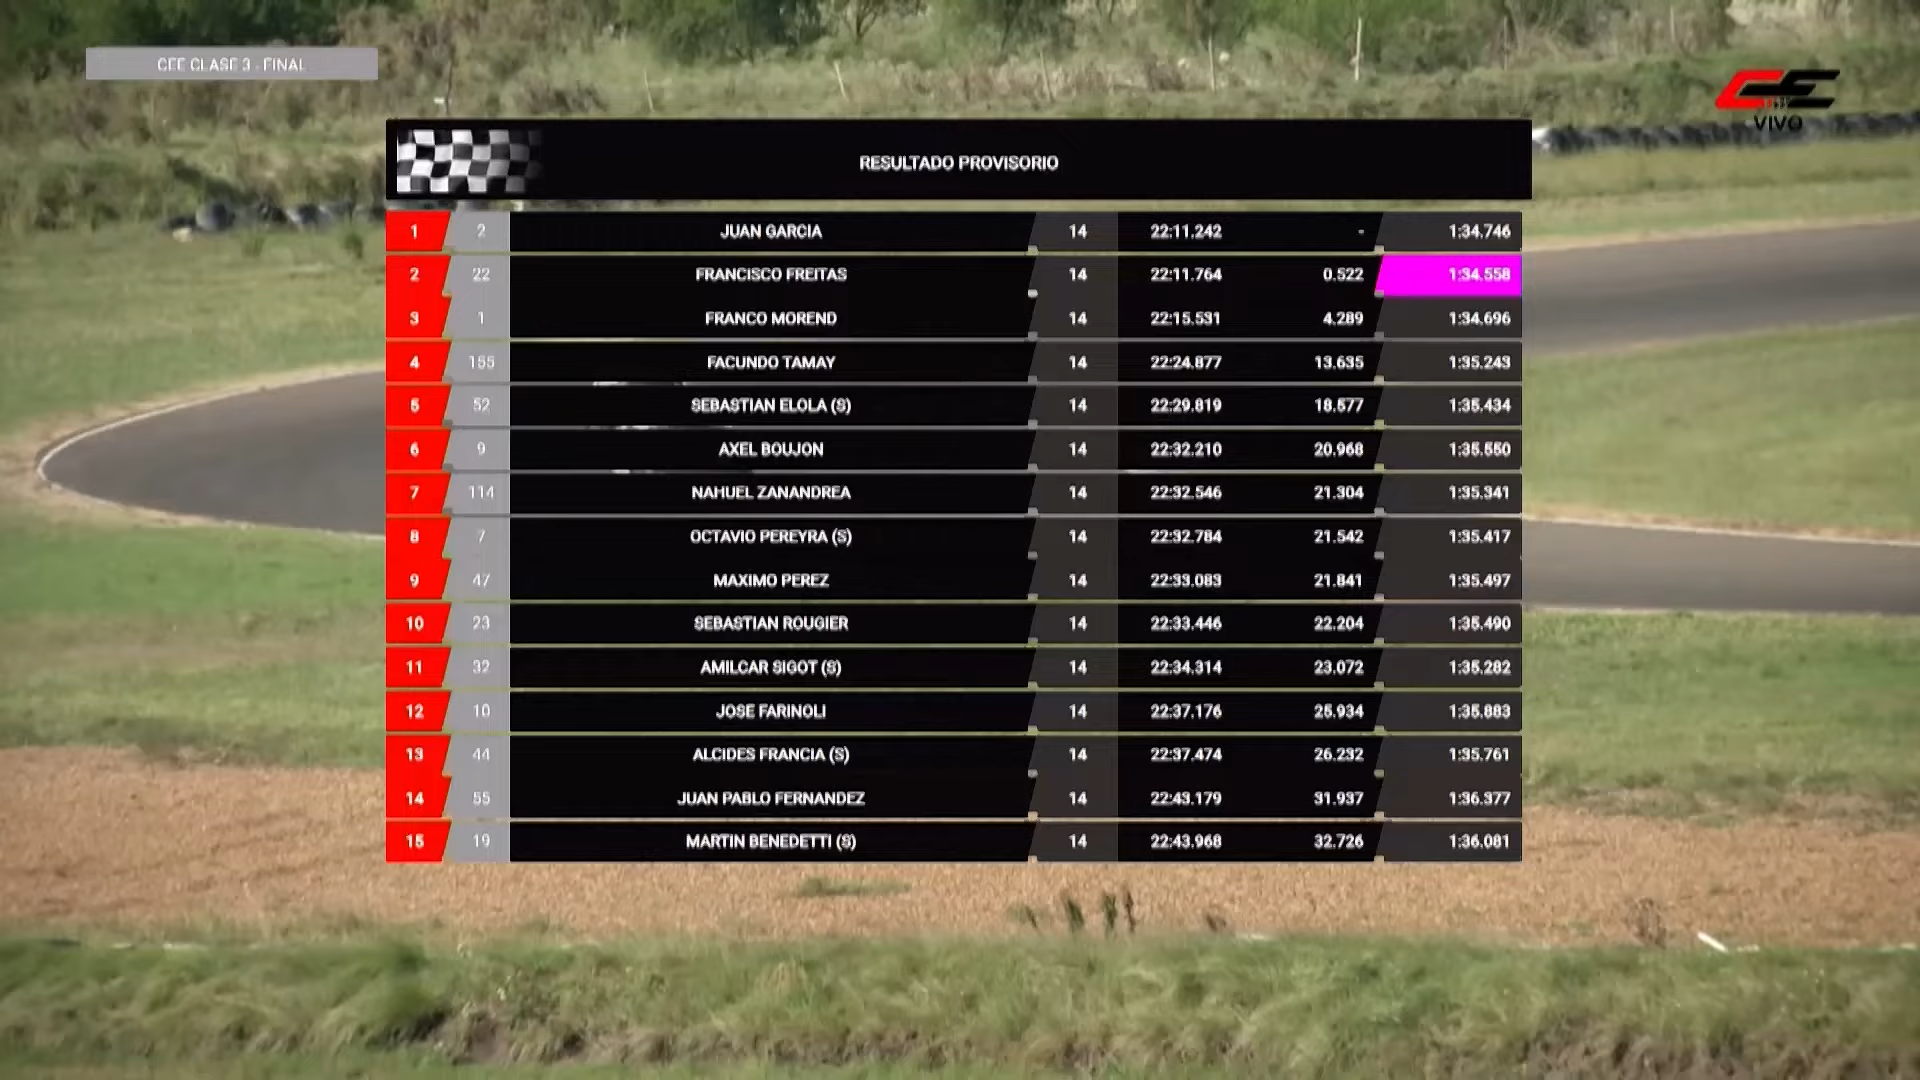 CEE CLASE 3 - FINAL
VIVO
RESULTADO PROVISORIO
1 2 JUAN GARCIA 14 22:11.242 - 1:34.746
2 22 FRANCISCO FREITAS 14 22:11.764 0.522 1:34.558
3 1 FRANCO MOREND 14 22:15.531 4.289 1:34.696
4 155 FACUNDO TAMAY 14 22:24.877 13.635 1:35.243
5 52 SEBASTIAN ELOLA (S) 14 22:29.819 18.577 1:35.434
6 9 AXEL BOUJON 14 22:32.210 20.968 1:35.550
7 114 NAHUEL ZANANDREA 14 22:32.546 21.304 1:35.341
8 7 OCTAVIO PEREYRA (S) 14 22:32.784 21.542 1:35.417
9 47 MAXIMO PEREZ 14 22:33.083 21.841 1:35.497
10 23 SEBASTIAN ROUGIER 14 22:33.446 22.204 1:35.490
11 32 AMILCAR SIGOT (S) 14 22:34.314 23.072 1:35.282
12 10 JOSE FARINOLI 14 22:37.176 25.934 1:35.883
13 44 ALCIDES FRANCIA (S) 14 22:37.474 26.232 1:35.761
14 55 JUAN PABLO FERNANDEZ 14 22:43.179 31.937 1:36.377
15 19 MARTIN BENEDETTI (S) 14 22:43.968 32.726 1:36.081